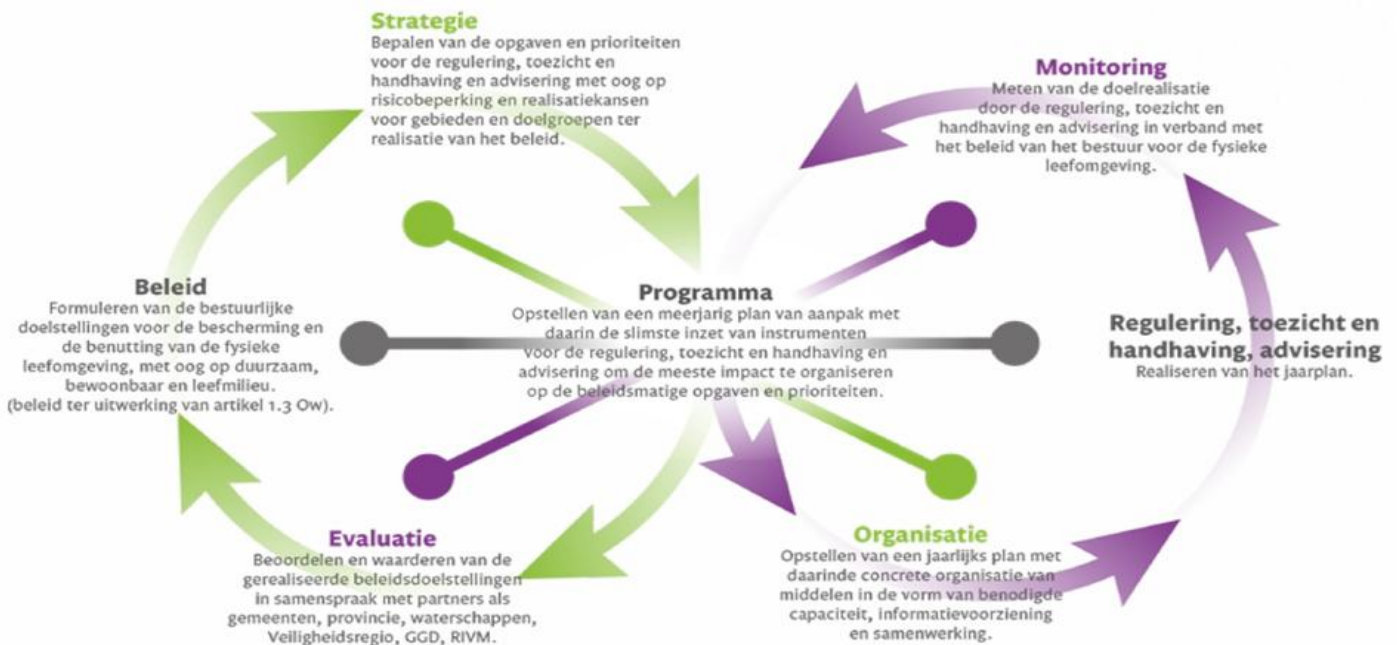 Strategie
Bepalen van de opgaven en prioriteiten
voor de regulering, toezicht en
handhaving en advisering met oog op
risicobeperking en realisatiekansen
voor gebieden en doelgroepen ter
realisatie van het beleid.
Monitoring
Meten van de doelrealisatie
door de regulering, toezicht en
handhaving en advisering in verband met
het beleid van het bestuur voor de fysieke
leefomgeving.
Beleid
Formuleren van de bestuurlijke
doelstellingen voor de bescherming en
de benutting van de fysieke
leefomgeving, met oog op duurzaam,
bewoonbaar en leefmilieu.
(beleid ter uitwerking van artikel 1.3 Ow).
Programma
Opstellen van een meerjarig plan van aanpak met
daarin de slimste inzet van instrumenten
voor de regulering, toezicht en handhaving en
advisering om de meeste impact te organiseren
op de beleidsmatige opgaven en prioriteiten.
Regulering, toezicht en
handhaving, advisering
Realiseren van het jaarplan.
Evaluatie
Beoordelen en waarderen van de
gerealiseerde beleidsdoelstellingen
in samenspraak met partners als
gemeenten, provincie, waterschappen,
Veiligheidsregio, GGD, RIVM.
Organisatie
Opstellen van een jaarlijks plan met
daarinde concrete organisatie van
middelen in de vorm van benodigde
capaciteit, informatievoorziening
en samenwerking.